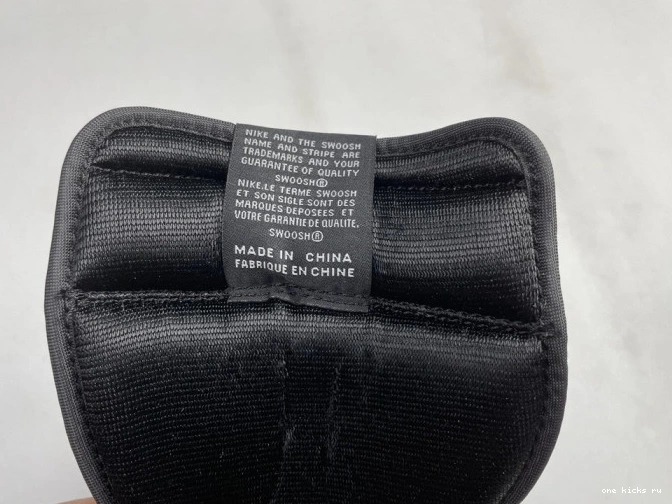 NIKE AND THE SWOOSH
NAME AND STRIPE ARE
TRADEMARKS AND YOUR
GUARANTEE OF QUALITY
SWOOSH®
NIKE.LE TERME SWOOSH
ET SON SIGLE SONT DES
MARQUES DEPOSEES ET
VOTRE GARANTIE DE QUALITE.
SWOOSH®
MADE IN CHINA
FABRIQUE EN CHINE
one kicks ru